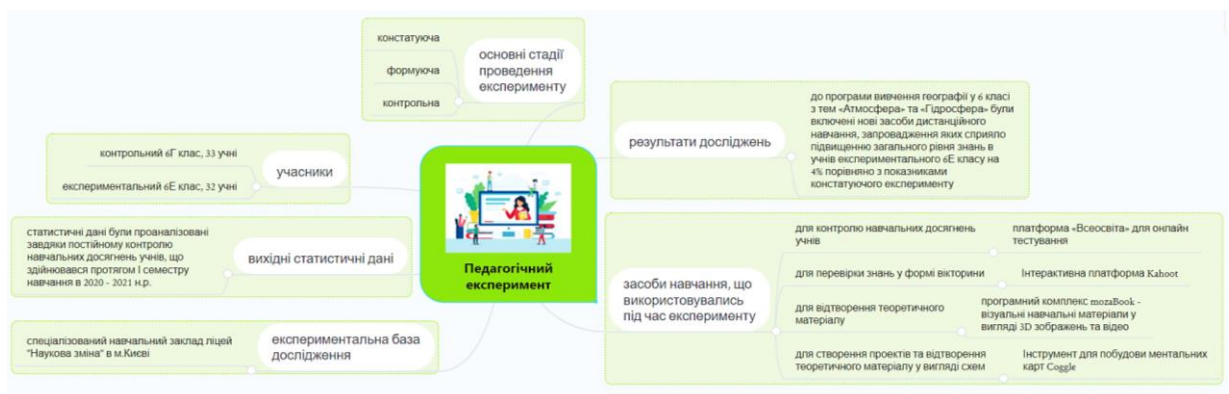 констатуюча
формуюча
контрольна
основні стадії
проведення
експерименту
контрольний 6Г клас, 33 учні
експериментальний 6Е клас, 32 учні
учасники
статистичні дані були проаналізовані
завдяки постійному контролю
навчальних досягнень учнів, що
здійнювався протягом І семестру
навчання в 2020 - 2021 н.р.
вихідні статистичні дані
спеціалізований навчальний заклад ліцей
"Наукова зміна" в м.Києві
експериментальна база
дослідження
Педагогічний
експеримент
результати досліджень
до програми вивчення географії у 6 класі
з тем «Атмосфера» та «Гідросфера» були
включені нові засоби дистанційного
навчання, запровадження яких сприяло
підвищенню загального рівня знань в
учнів експериментального 6Е класу на
4% порівняно з показниками
констатуючого експерименту
засоби навчання, що
використовувались
під час експерименту
для контролю навчальних досягнень
учнів
платформа «Всеосвіта» для онлайн
тестування
для перевірки знань у формі вікторини
Інтерактивна платформа Kahoot
для відтворення теоретичного
матеріалу
програмний комплекс mozaBook -
візуальні навчальні матеріали у
вигляді 3D зображень та відео
для створення проектів та відтворення
теоретичного матеріалу у вигляді схем
Інструмент для побудови ментальних
карт Coggle